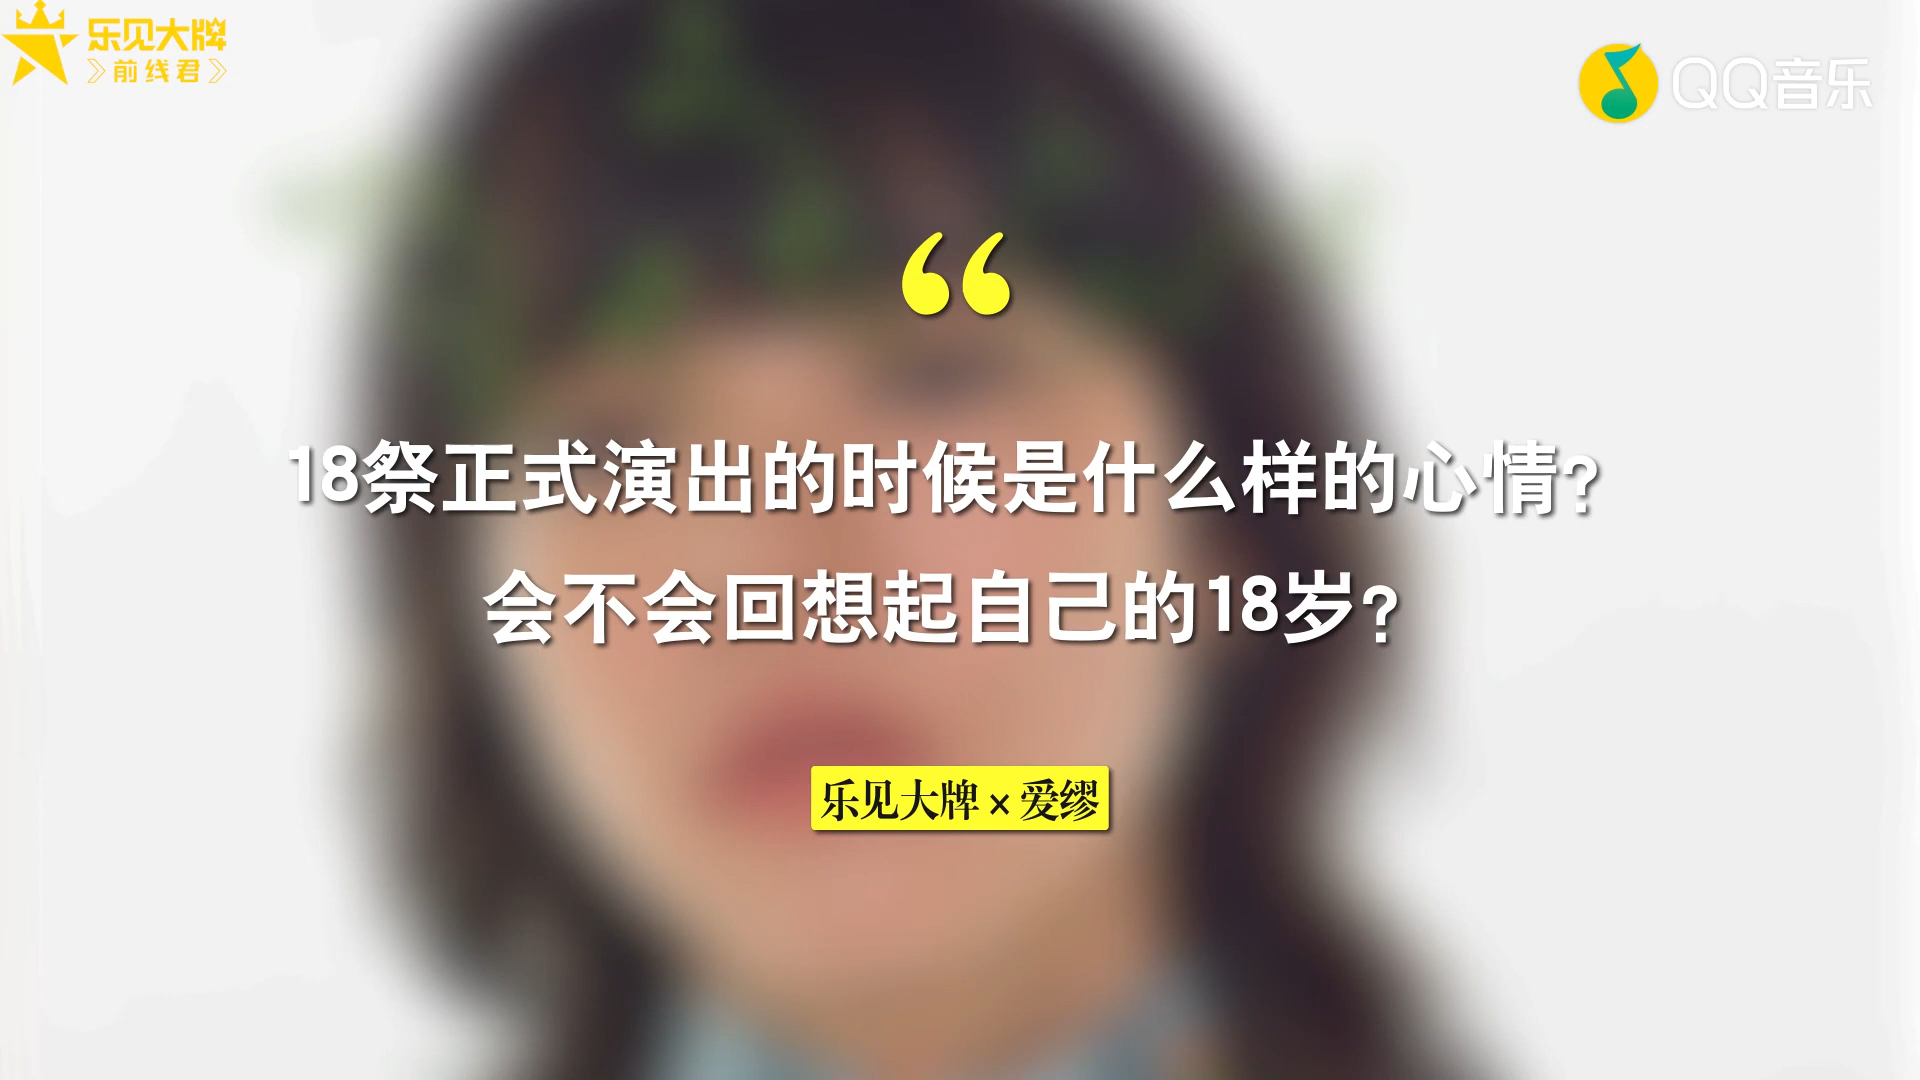 乐见大牌
》前线君》
QQ音乐
“
18祭正式演出的时候是什么样的心情?
会不会回想起自己的18岁?
乐见大牌 × 爱缪